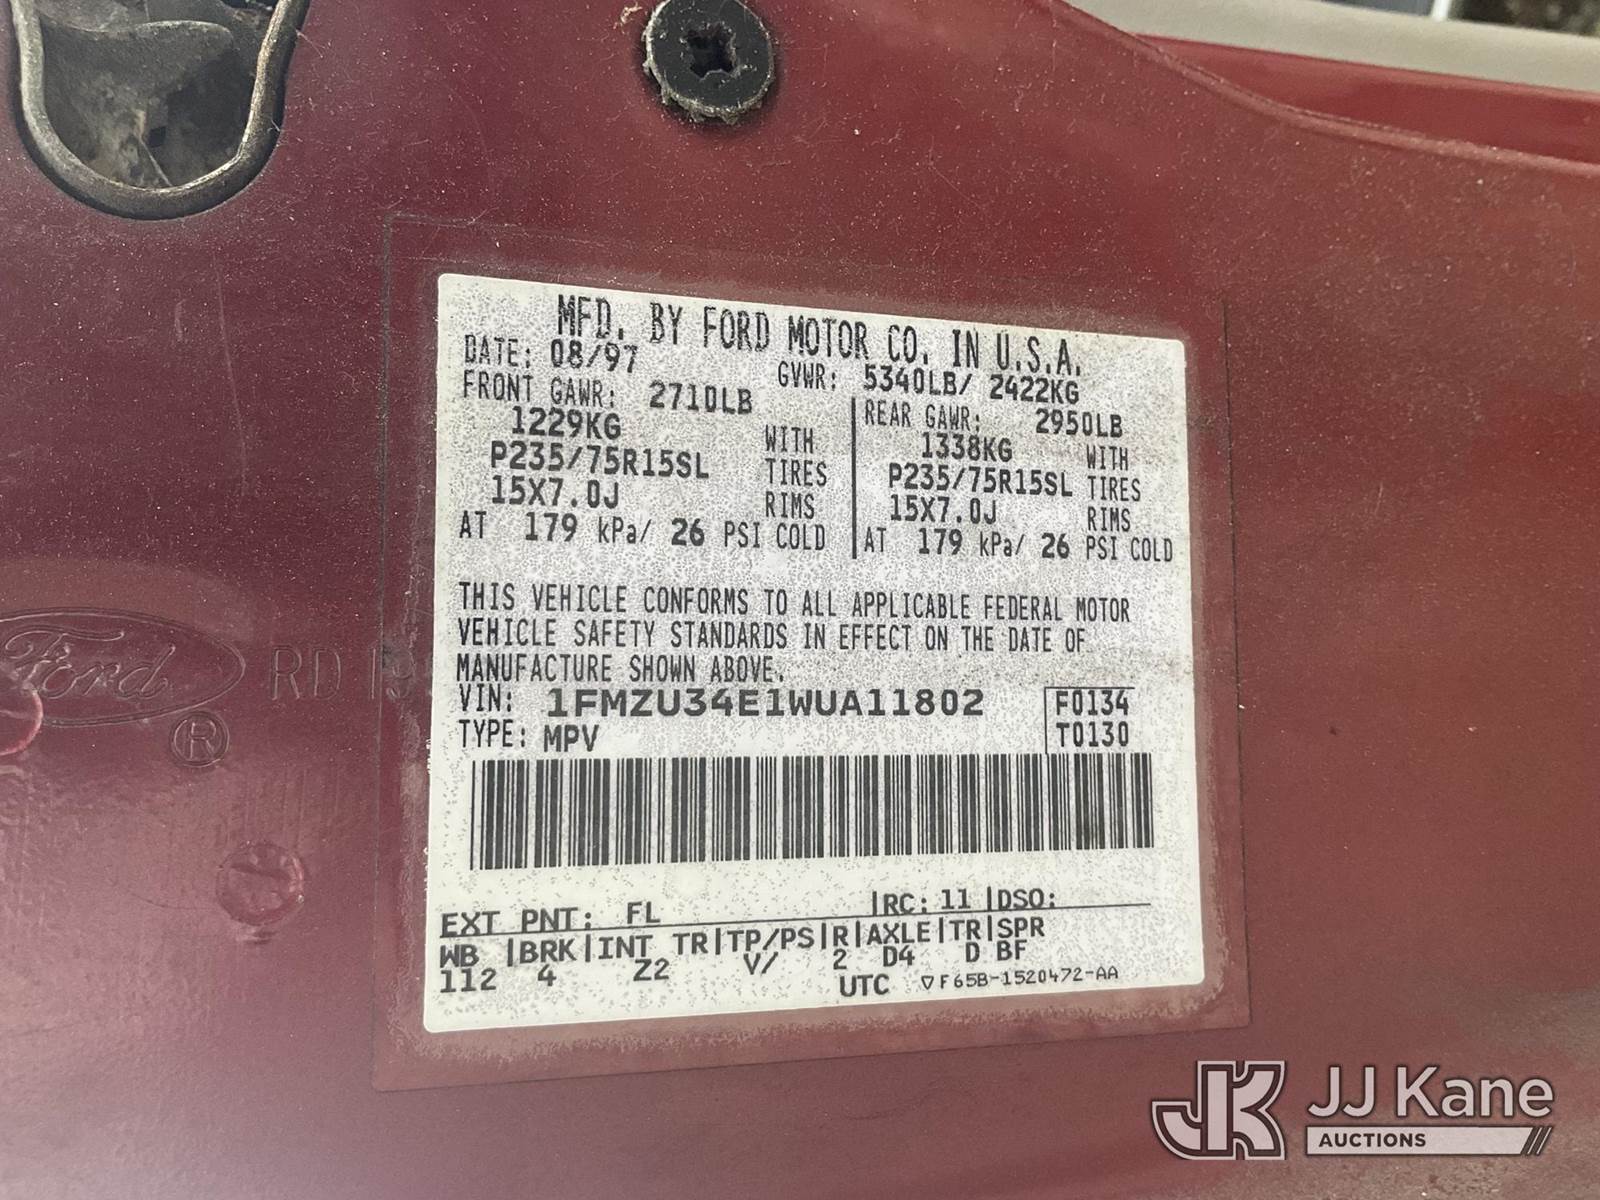 MFD. BY FORD MOTOR CO. IN U.S.A.
DATE: 08/97 GVWR: 5340LB/ 2422KG
FRONT GAWR: 2710LB REAR GAWR: 2950LB
1229KG WITH 1338KG WITH
P235/75R15SL TIRES P235/75R15SL TIRES
15X7.0J RIMS 15X7.0J RIMS
AT 179 kPa/ 26 PSI COLD AT 179 kPa/ 26 PSI COLD
THIS VEHICLE CONFORMS TO ALL APPLICABLE FEDERAL MOTOR
VEHICLE SAFETY STANDARDS IN EFFECT ON THE DATE OF
MANUFACTURE SHOWN ABOVE.
VIN: 1FMZU34E1WUA11802 F0134
TYPE: MPV T0130
EXT PNT: FL RC: 11 DSO:
WB BRK INT TR TP/PS R AXLE TR SPR
112 4 Z2 V/ 2 D4 D BF
UTC ▽F65B-1520472-AA
Ford RD 19
®
JK JJ Kane
AUCTIONS